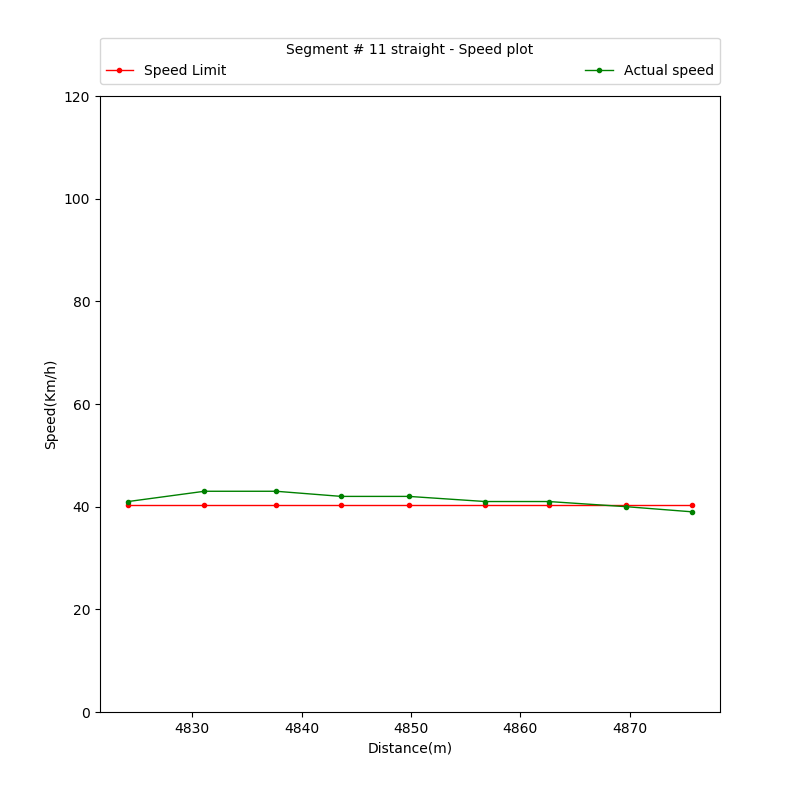 Segment # 11 straight - Speed plot
Speed Limit
Actual speed
120
100
80
60
40
20
0
Speed(Km/h)
4830
4840
4850
4860
4870
Distance(m)